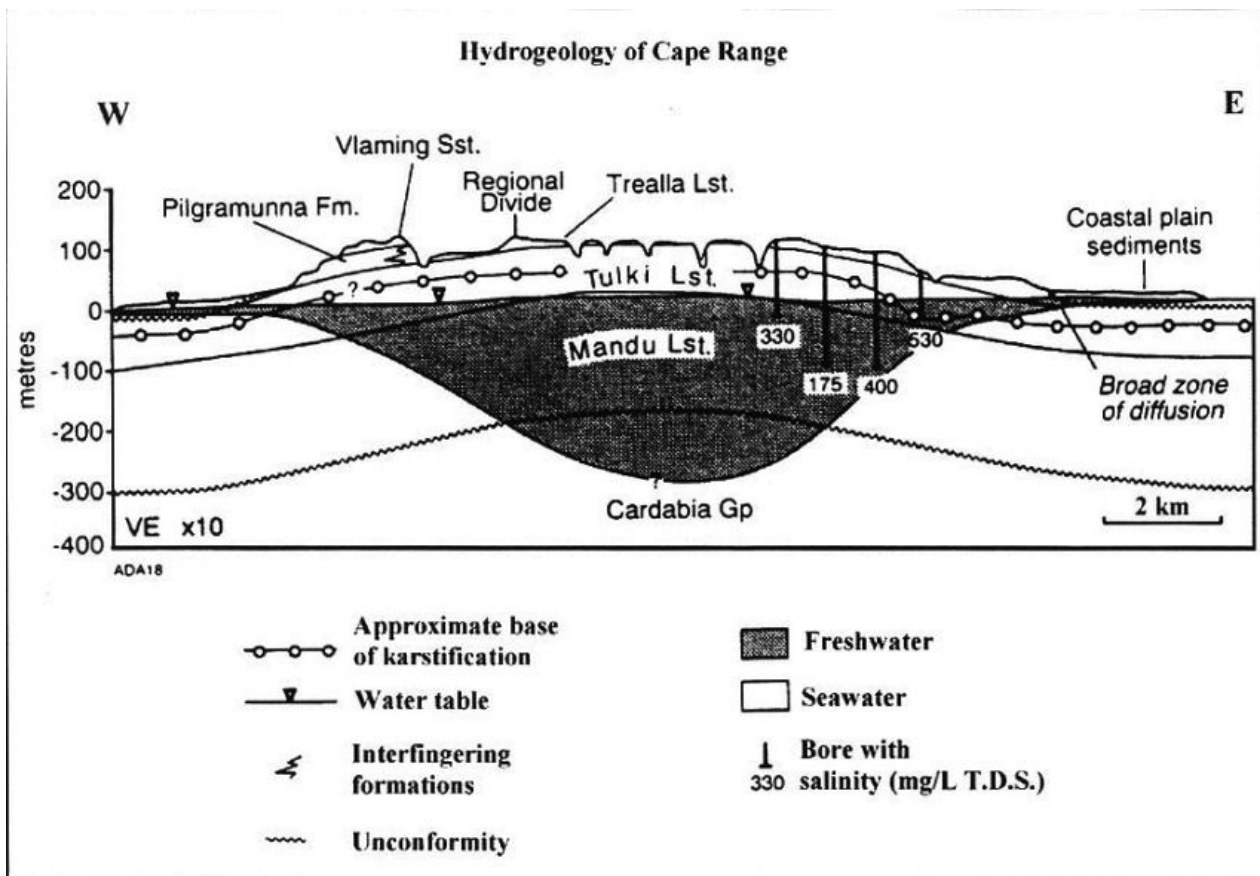 Hydrogeology of Cape Range
W
E
Vlaming Sst.
Pilgramunna Fm.
Regional
Divide
Trealla Lst.
Coastal plain
sediments
200
100
0
-100
-200
-300
-400
metres
?
Tulki Lst.
Mandu Lst.
330
175
400
530
Broad zone
of diffusion
?
Cardabia Gp
2 km
VE x10
ADA18
Approximate base
of karstification
Water table
Interfingering
formations
Unconformity
Freshwater
Seawater
Bore with
330 salinity (mg/L T.D.S.)